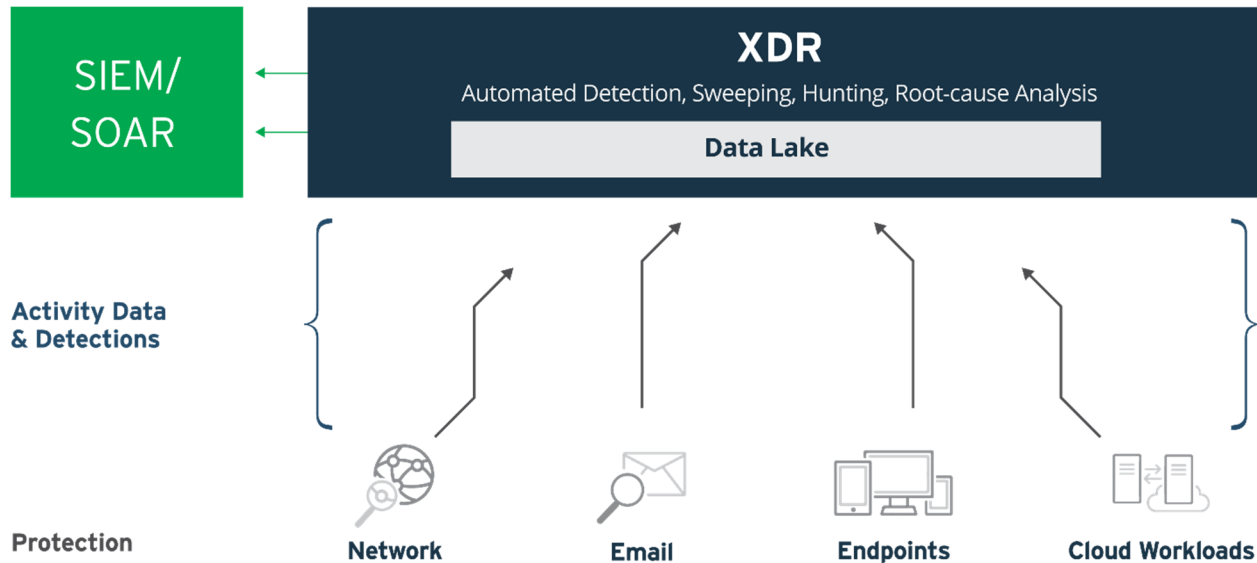 SIEM/
SOAR
XDR
Automated Detection, Sweeping, Hunting, Root-cause Analysis
Data Lake
Activity Data
& Detections
Protection
Network
Email
Endpoints
Cloud Workloads